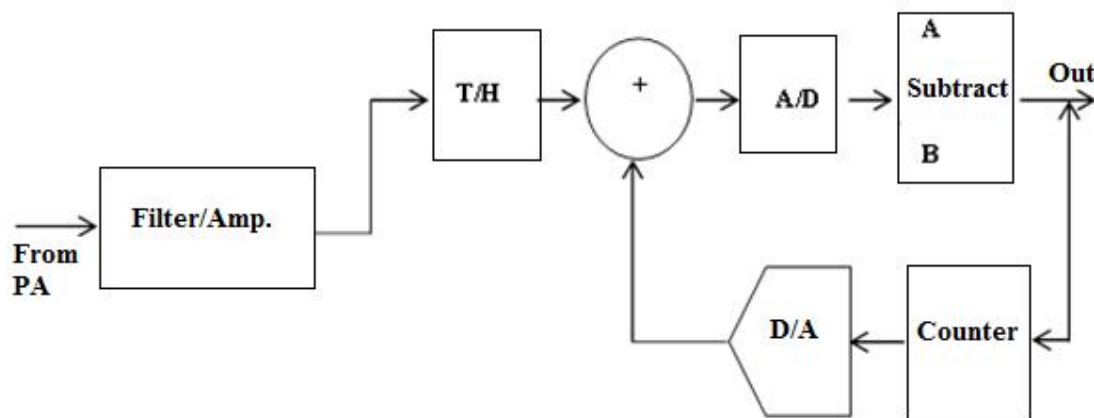 From
PA
Filter/Amp.
T/H
+
A/D
A
Subtract
B
Out
D/A
Counter